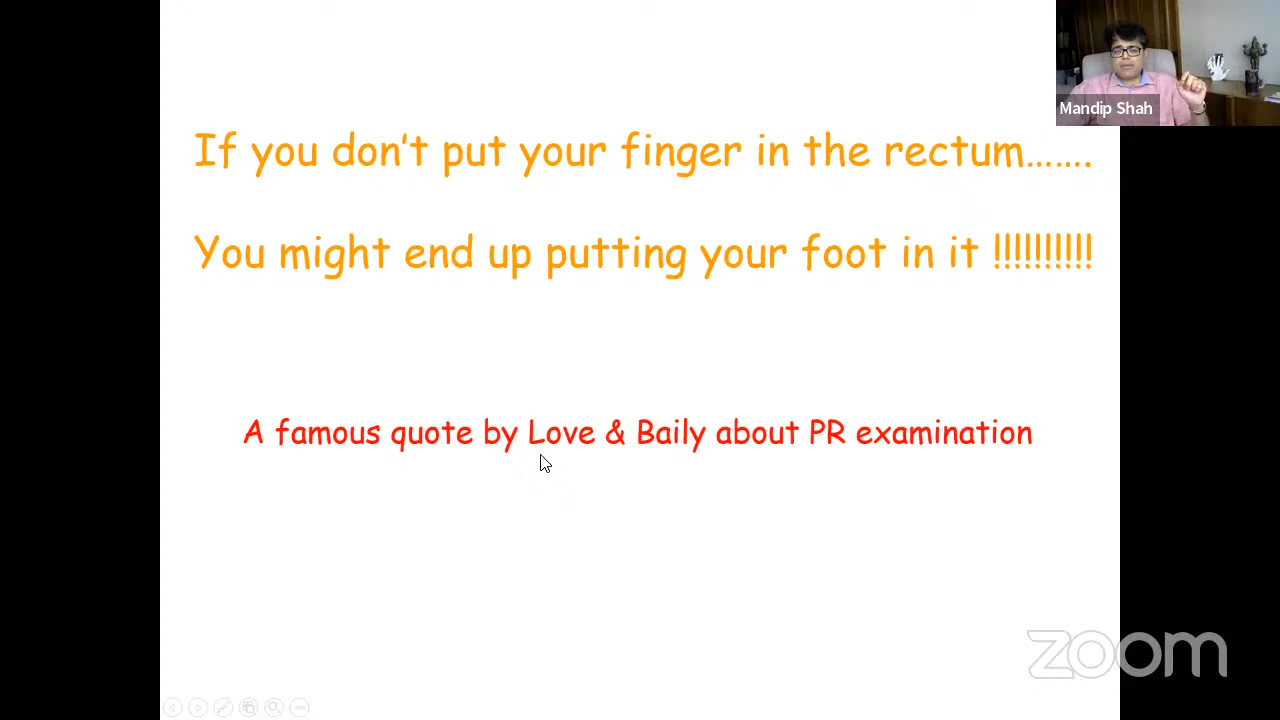 Mandip Shah
If you don't put your finger in the rectum.......
You might end up putting your foot in it !!!!!!!!!!
A famous quote by Love & Baily about PR examination
zoom